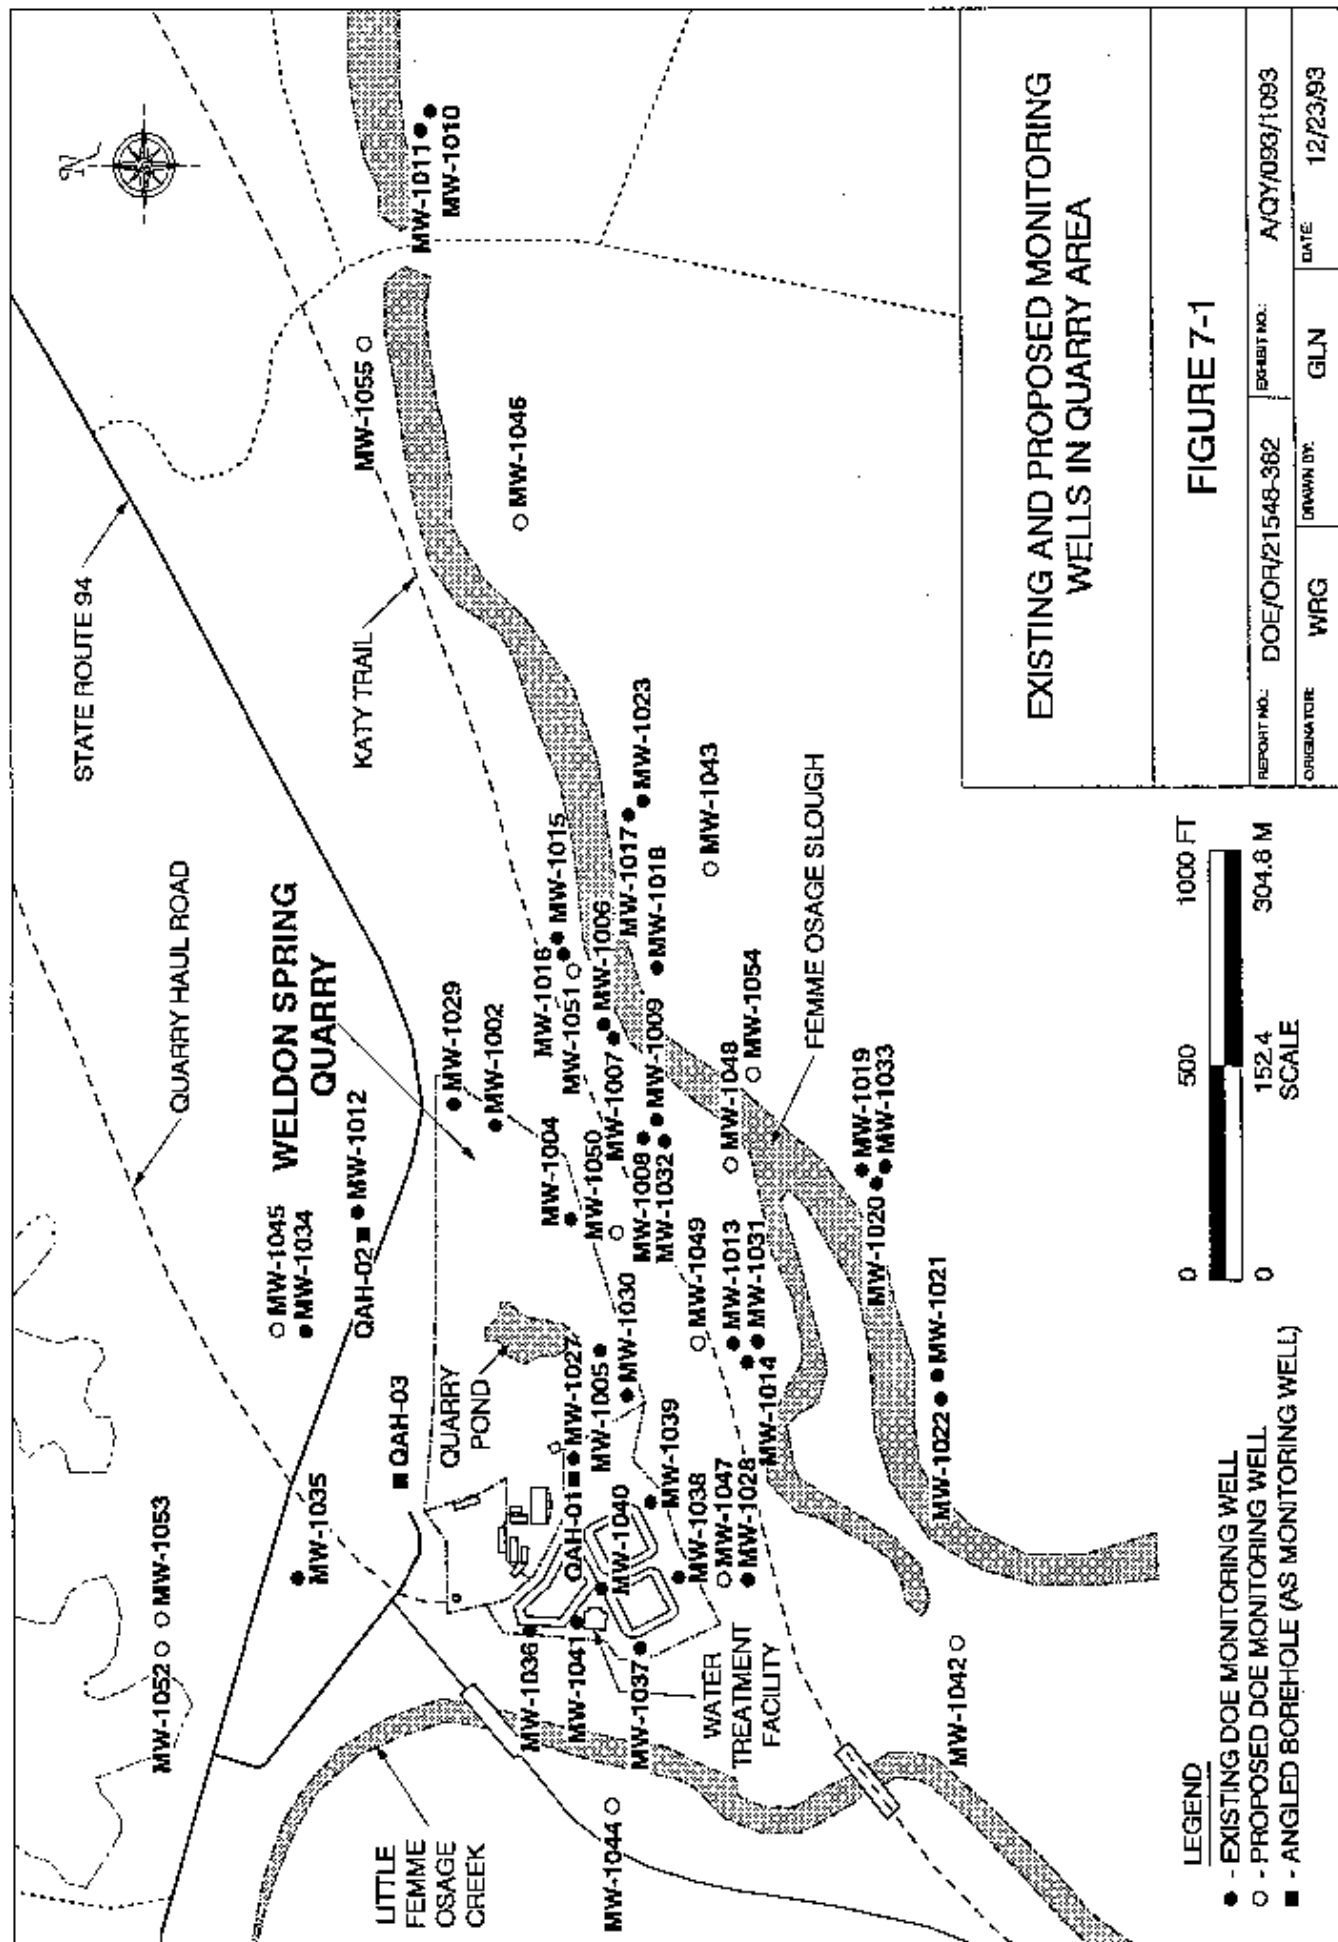 N
STATE ROUTE 94
QUARRY HAUL ROAD
KATY TRAIL
WELDON SPRING
QUARRY
MW-1052
MW-1053
MW-1035
MW-1045
MW-1034
QAH-02
MW-1012
QAH-03
MW-1029
MW-1002
MW-1055
MW-1011
MW-1010
MW-1046
LITTLE
FEMME
OSAGE
CREEK
QUARRY
POND
MW-1004
MW-1050
MW-1016
MW-1015
MW-1051
MW-1006
MW-1007
MW-1009
MW-1008
MW-1032
MW-1017
MW-1023
MW-1018
MW-1043
MW-1030
MW-1005
MW-1027
QAH-01
MW-1040
MW-1039
MW-1038
MW-1047
MW-1028
MW-1036
MW-1041
MW-1037
WATER
TREATMENT
FACILITY
MW-1044
MW-1049
MW-1013
MW-1031
MW-1014
MW-1048
MW-1054
FEMME OSAGE SLOUGH
MW-1019
MW-1033
MW-1020
MW-1021
MW-1022
MW-1042
LEGEND
● - EXISTING DOE MONITORING WELL
○ - PROPOSED DOE MONITORING WELL
■ - ANGLED BOREHOLE (AS MONITORING WELL)
0 500 1000 FT
0 152.4 304.8 M
SCALE
EXISTING AND PROPOSED MONITORING
WELLS IN QUARRY AREA
FIGURE 7-1
REPORT NO.: DOE/OR/21548-382 EXHIBIT NO.: A/QY/093/1093
ORIGINATOR: WRG DRAWN BY: GLN DATE: 12/23/93